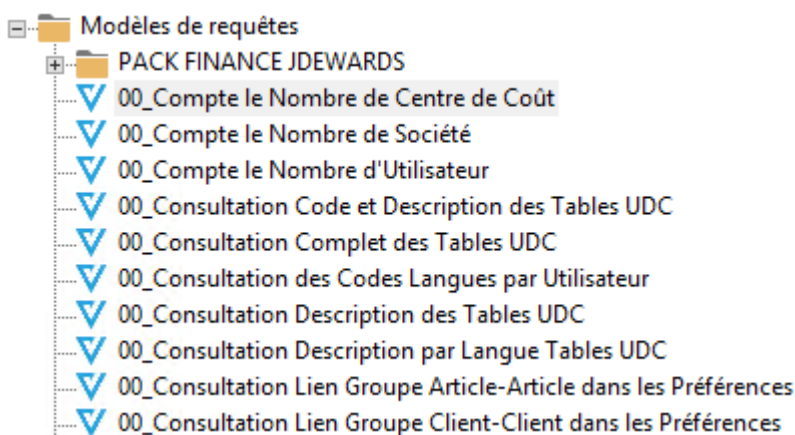 Modèles de requêtes
PACK FINANCE JDEWARDS
00_Compte le Nombre de Centre de Coût
00_Compte le Nombre de Société
00_Compte le Nombre d'Utilisateur
00_Consultation Code et Description des Tables UDC
00_Consultation Complet des Tables UDC
00_Consultation des Codes Langues par Utilisateur
00_Consultation Description des Tables UDC
00_Consultation Description par Langue Tables UDC
00_Consultation Lien Groupe Article-Article dans les Préférences
00_Consultation Lien Groupe Client-Client dans les Préférences